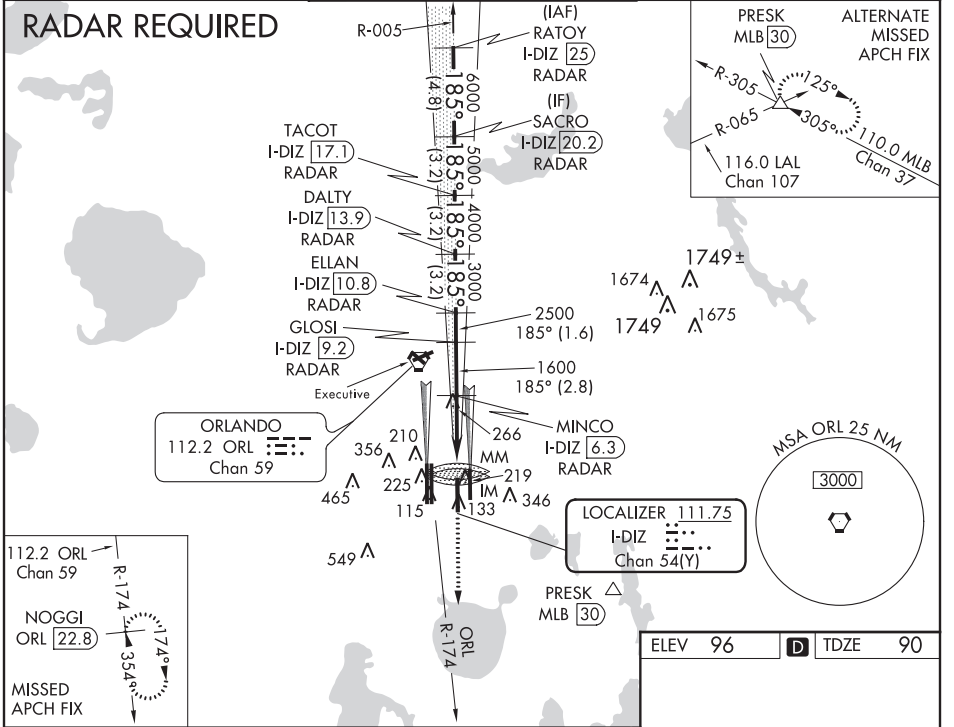 RADAR REQUIRED
R-005
(IAF)
RATOY
I-DIZ 25
RADAR
(IF)
SACRO
I-DIZ 20.2
RADAR
6000
185°
(4.8)
5000
185°
(3.2)
4000
185°
(3.2)
3000
185°
(3.2)
TACOT
I-DIZ 17.1
RADAR
DALTY
I-DIZ 13.9
RADAR
ELLAN
I-DIZ 10.8
RADAR
GLOSI
I-DIZ 9.2
RADAR
Executive
2500
185° (1.6)
1600
185° (2.8)
MINCO
I-DIZ 6.3
RADAR
ORLANDO
112.2 ORL
Chan 59
PRESK
MLB 30
ALTERNATE
MISSED
APCH FIX
R-305
125°
R-065
305°
110.0 MLB
Chan 37
116.0 LAL
Chan 107
1749±
1674
1749
1675
266
MM
210
356
225
219
465
IM
346
115
133
549
LOCALIZER 111.75
I-DIZ
Chan 54(Y)
PRESK
MLB 30
MSA ORL 25 NM
3000
ORL
R-174
112.2 ORL
Chan 59
R-174
NOGGI
ORL 22.8
174°
354°
MISSED
APCH FIX
ELEV 96 D TDZE 90